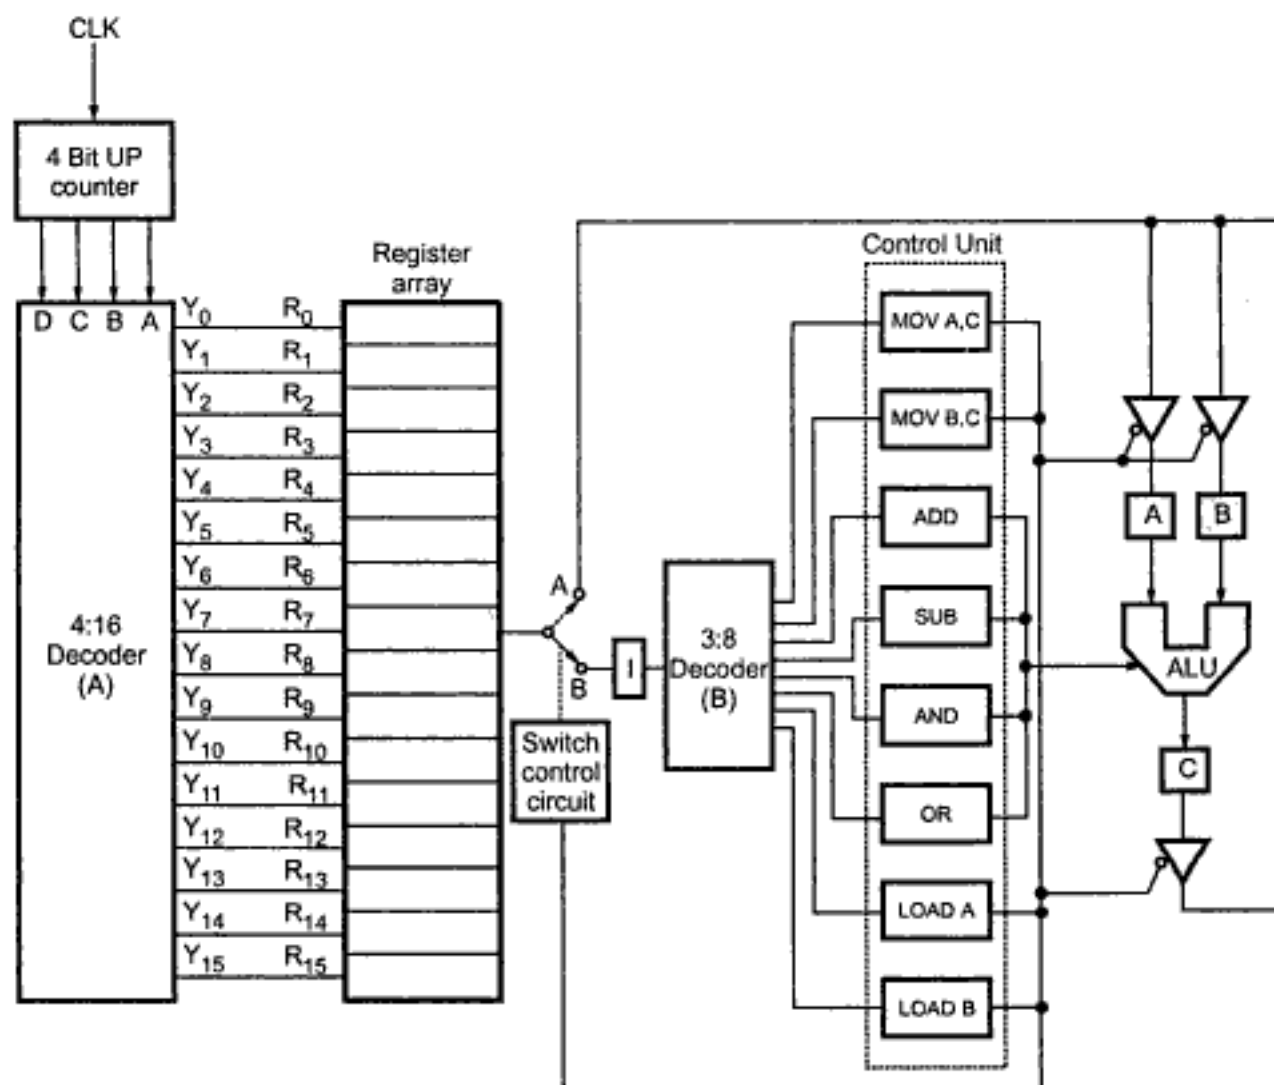 CLK
4 Bit UP
counter
Register
array
Control Unit
D C B A
Y0 R0
Y1 R1
Y2 R2
Y3 R3
Y4 R4
Y5 R5
Y6 R6
Y7 R7
Y8 R8
Y9 R9
Y10 R10
Y11 R11
Y12 R12
Y13 R13
Y14 R14
Y15 R15
4:16
Decoder
(A)
A
B
I
Switch
control
circuit
3:8
Decoder
(B)
MOV A,C
MOV B,C
ADD
SUB
AND
OR
LOAD A
LOAD B
A
B
ALU
C